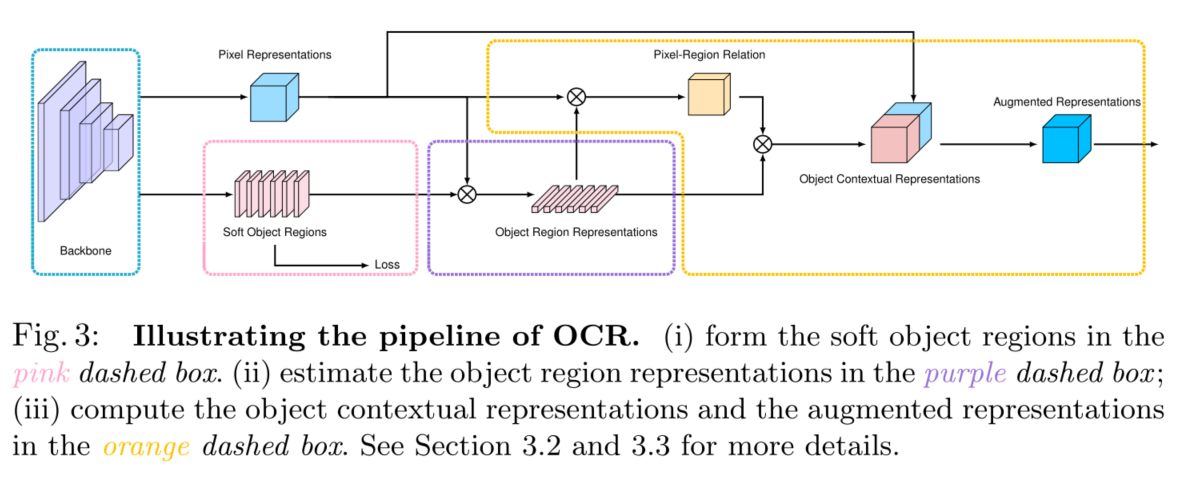 Pixel Representations
Pixel-Region Relation
Augmented Representations
Object Contextual Representations
Soft Object Regions
Object Region Representations
Backbone
Loss
Fig. 3: Illustrating the pipeline of OCR. (i) form the soft object regions in the
pink dashed box. (ii) estimate the object region representations in the purple dashed box;
(iii) compute the object contextual representations and the augmented representations
in the orange dashed box. See Section 3.2 and 3.3 for more details.